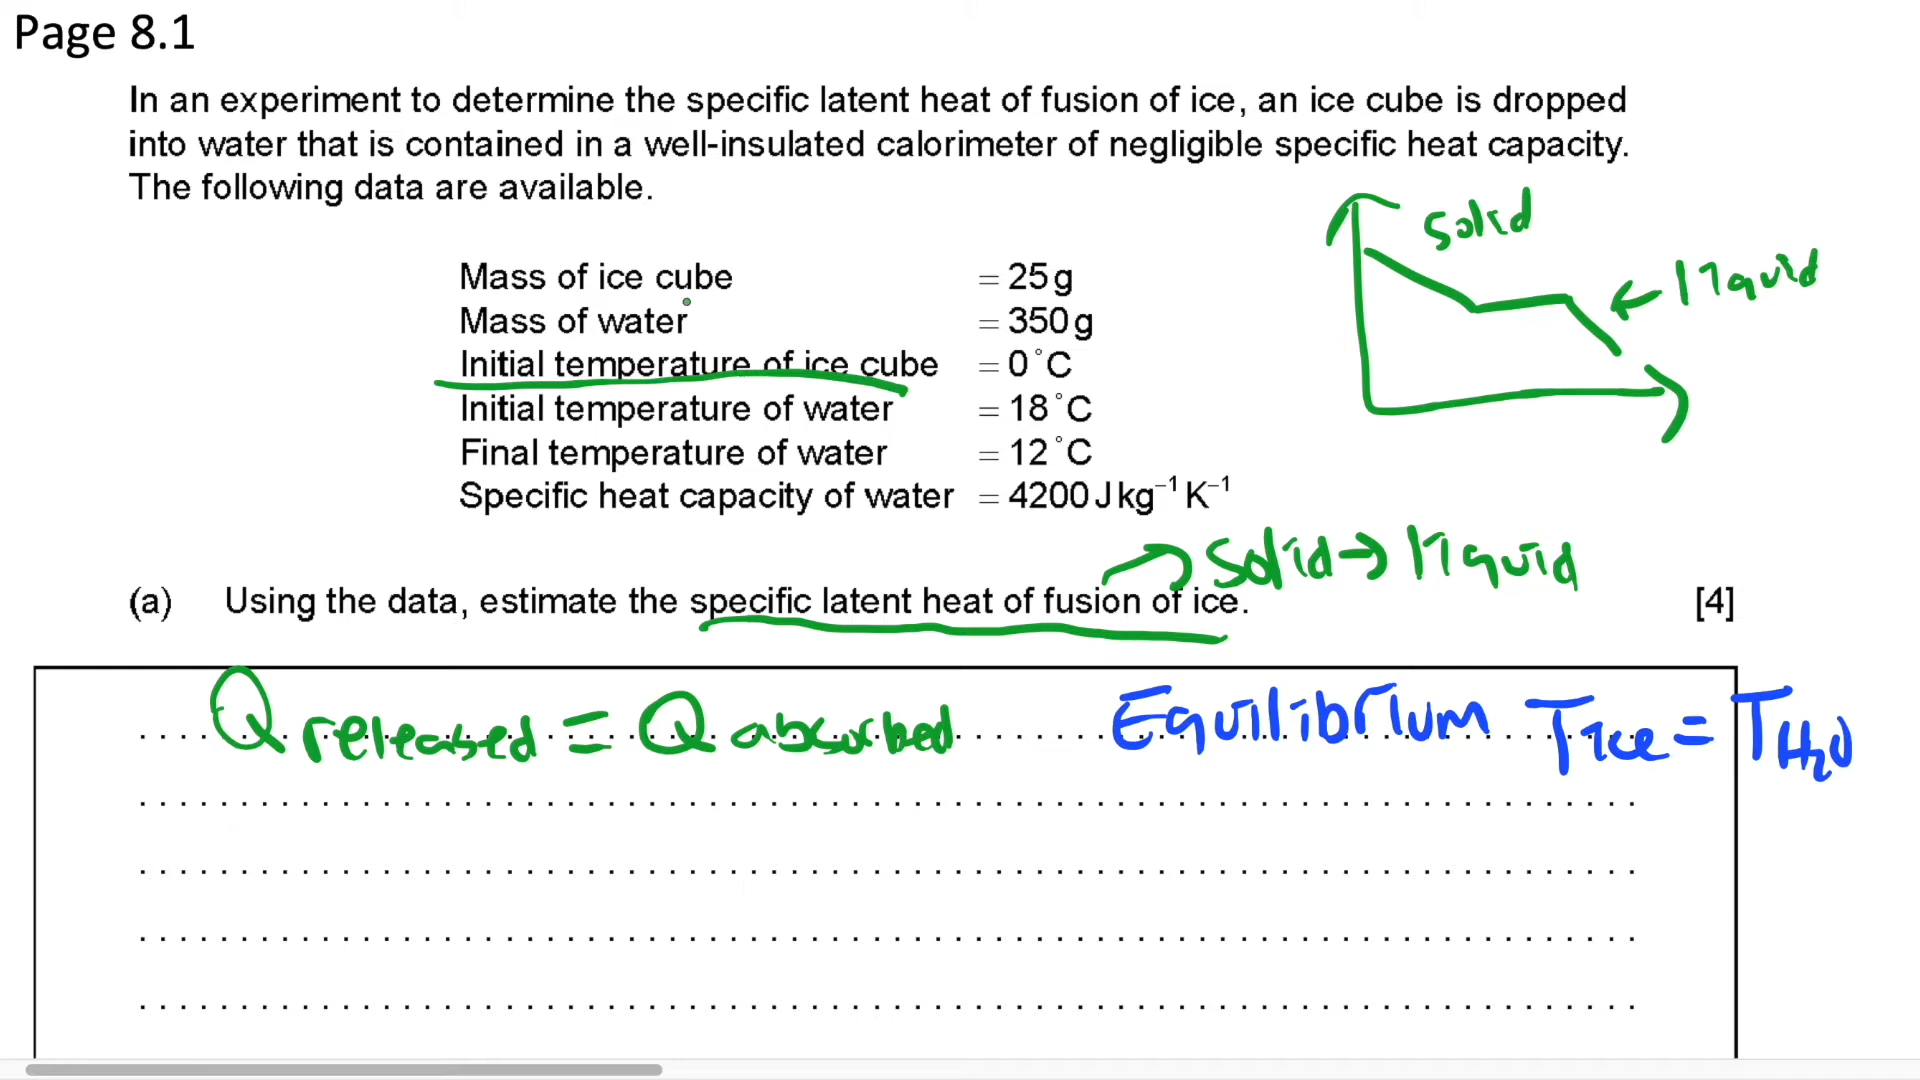 Page 8.1
In an experiment to determine the specific latent heat of fusion of ice, an ice cube is dropped
into water that is contained in a well-insulated calorimeter of negligible specific heat capacity.
The following data are available.
solid
liquid
Mass of ice cube = 25 g
Mass of water = 350 g
Initial temperature of ice cube = 0 °C
Initial temperature of water = 18 °C
Final temperature of water = 12 °C
Specific heat capacity of water = 4200 J kg⁻¹ K⁻¹
solid → liquid
(a) Using the data, estimate the specific latent heat of fusion of ice. [4]
Q released = Q absorbed Equilibrium Tice = TH₂O